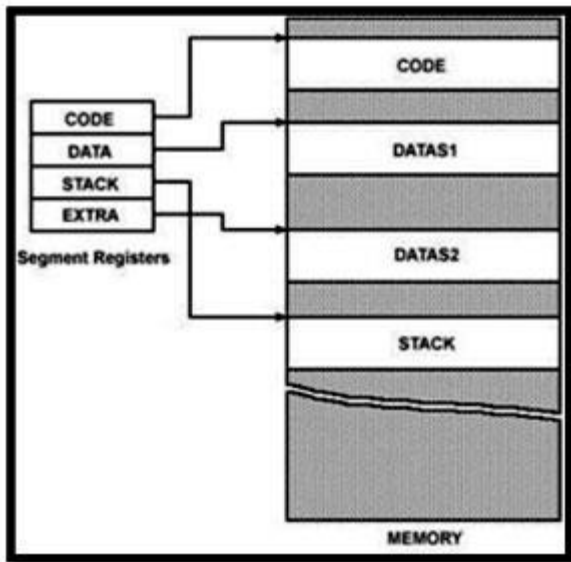 CODE
DATA
STACK
EXTRA
Segment Registers
CODE
DATAS1
DATAS2
STACK
MEMORY